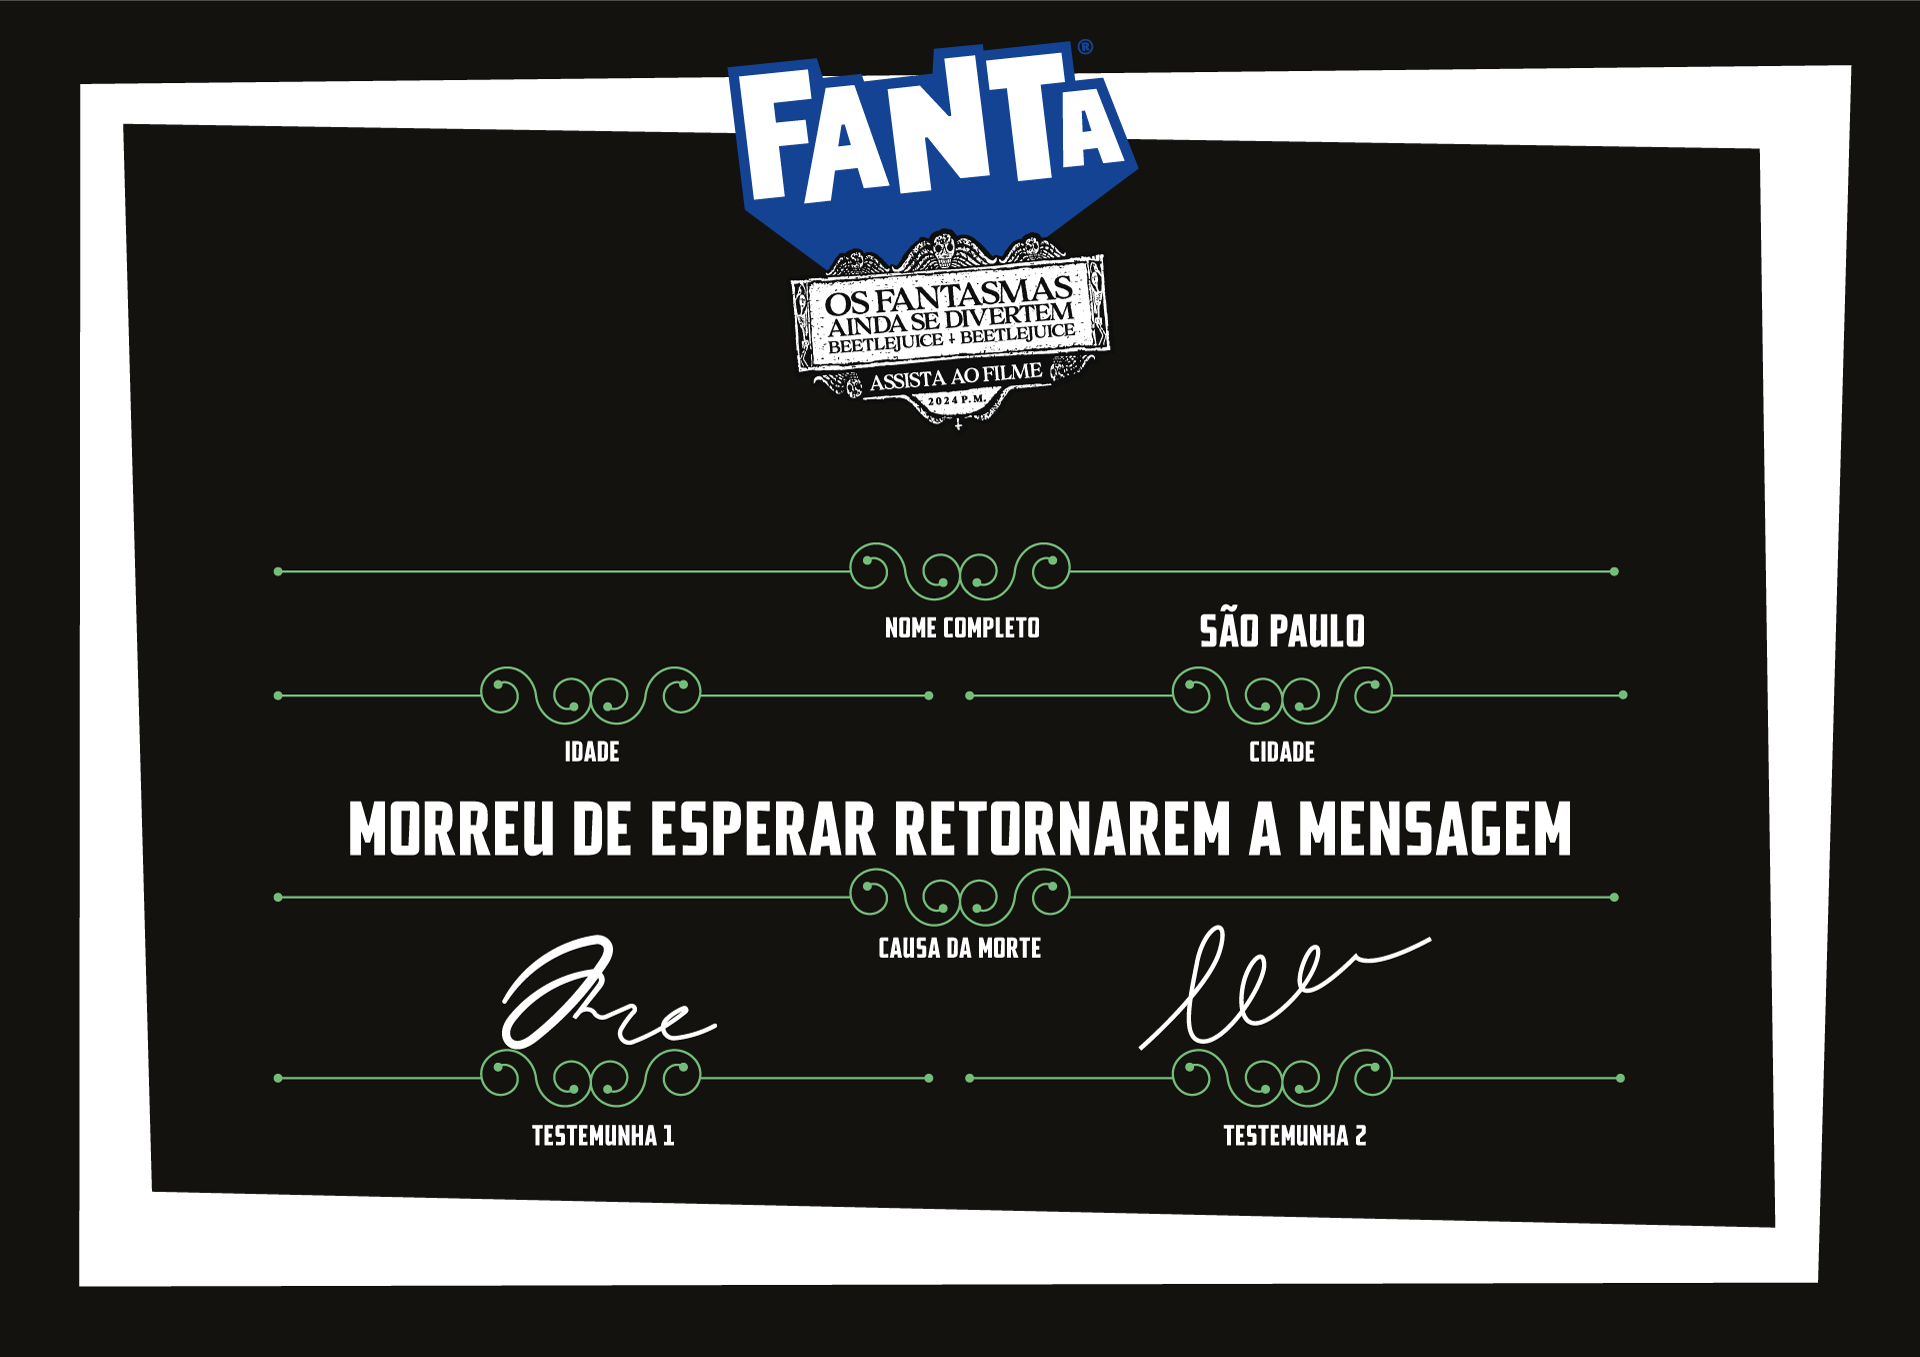 FANTA®
OS FANTASMAS
AINDA SE DIVERTEM
BEETLEJUICE + BEETLEJUICE
ASSISTA AO FILME
2024 P.M.
NOME COMPLETO
SÃO PAULO
IDADE
CIDADE
MORREU DE ESPERAR RETORNAREM A MENSAGEM
CAUSA DA MORTE
TESTEMUNHA 1
TESTEMUNHA 2